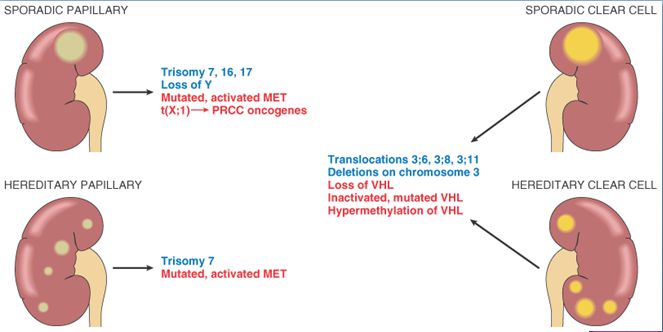 SPORADIC PAPILLARY
Trisomy 7, 16, 17
Loss of Y
Mutated, activated MET
t(X;1)→ PRCC oncogenes
HEREDITARY PAPILLARY
Trisomy 7
Mutated, activated MET
SPORADIC CLEAR CELL
Translocations 3;6, 3;8, 3;11
Deletions on chromosome 3
Loss of VHL
Inactivated, mutated VHL
Hypermethylation of VHL
HEREDITARY CLEAR CELL